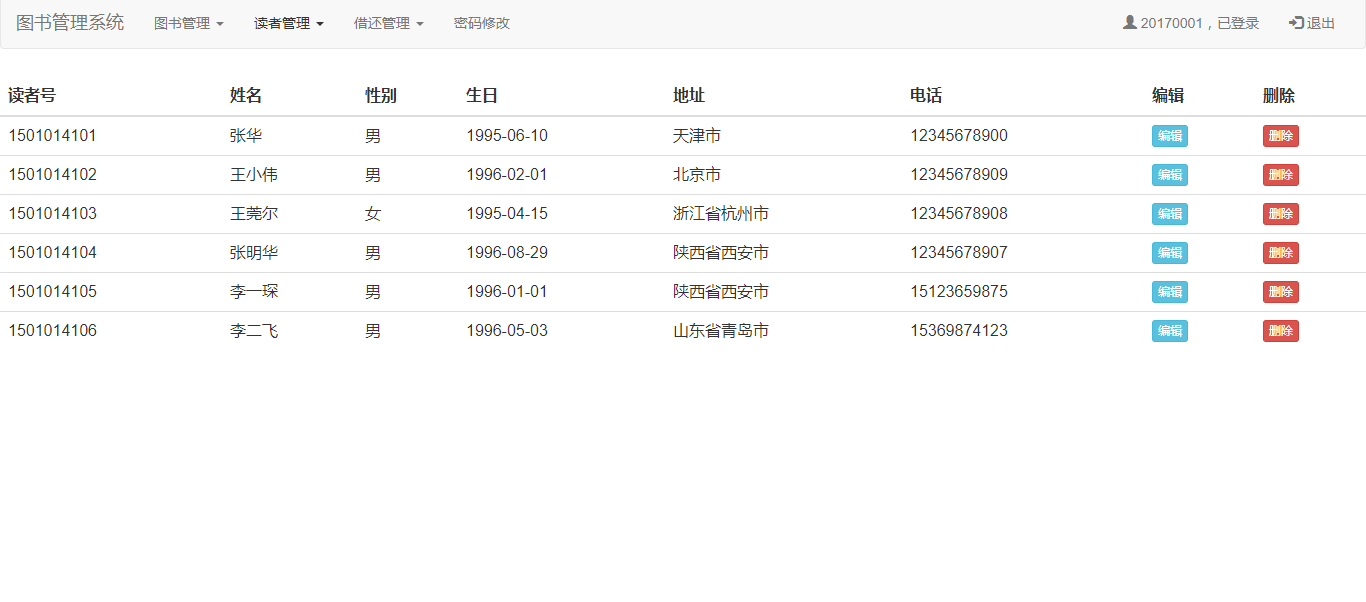 图书管理系统 图书管理 读者管理 借还管理 密码修改 20170001，已登录 退出
读者号 姓名 性别 生日 地址 电话 编辑 删除
1501014101 张华 男 1995-06-10 天津市 12345678900 编辑 删除
1501014102 王小伟 男 1996-02-01 北京市 12345678909 编辑 删除
1501014103 王莞尔 女 1995-04-15 浙江省杭州市 12345678908 编辑 删除
1501014104 张明华 男 1996-08-29 陕西省西安市 12345678907 编辑 删除
1501014105 李一琛 男 1996-01-01 陕西省西安市 15123659875 编辑 删除
1501014106 李二飞 男 1996-05-03 山东省青岛市 15369874123 编辑 删除